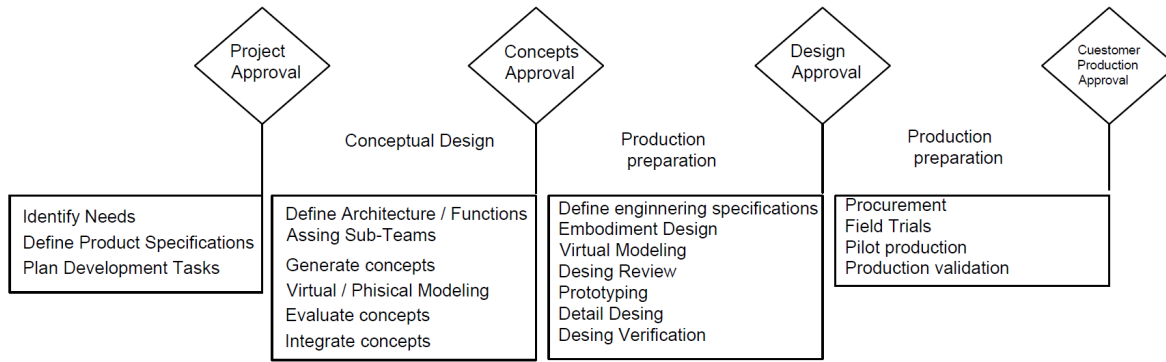 Project
Approval
Concepts
Approval
Design
Approval
Cuestomer
Production
Approval
Conceptual Design
Production
preparation
Production
preparation
Identify Needs
Define Product Specifications
Plan Development Tasks
Define Architecture / Functions
Assing Sub-Teams
Generate concepts
Virtual / Phisical Modeling
Evaluate concepts
Integrate concepts
Define enginnering specifications
Embodiment Design
Virtual Modeling
Desing Review
Prototyping
Detail Desing
Desing Verification
Procurement
Field Trials
Pilot production
Production validation